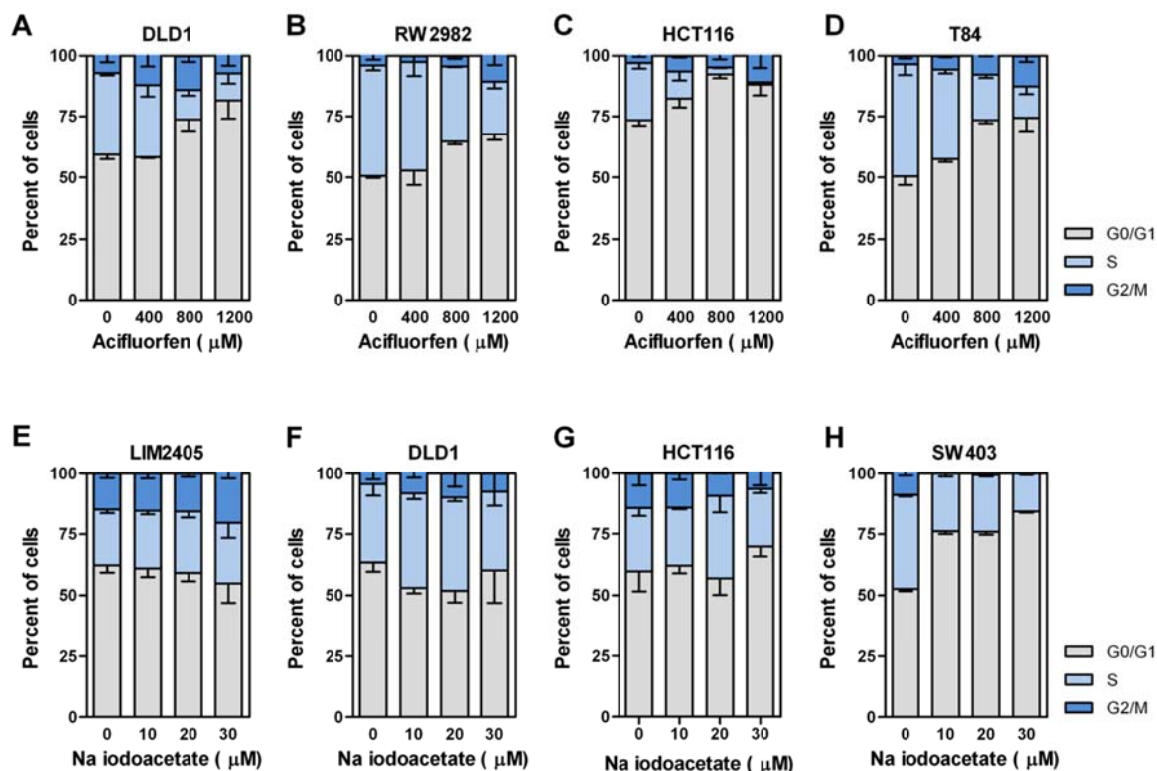 A DLD1
B RW2982
C HCT116
D T84
Percent of cells
100
75
50
25
0
0 400 800 1200
Acifluorfen ( µM)
Percent of cells
100
75
50
25
0
0 400 800 1200
Acifluorfen ( µM)
Percent of cells
100
75
50
25
0
0 400 800 1200
Acifluorfen ( µM)
Percent of cells
100
75
50
25
0
0 400 800 1200
Acifluorfen ( µM)
G0/G1
S
G2/M
E LIM2405
F DLD1
G HCT116
H SW403
Percent of cells
100
75
50
25
0
0 10 20 30
Na iodoacetate ( µM)
Percent of cells
100
75
50
25
0
0 10 20 30
Na iodoacetate ( µM)
Percent of cells
100
75
50
25
0
0 10 20 30
Na iodoacetate ( µM)
Percent of cells
100
75
50
25
0
0 10 20 30
Na iodoacetate ( µM)
G0/G1
S
G2/M